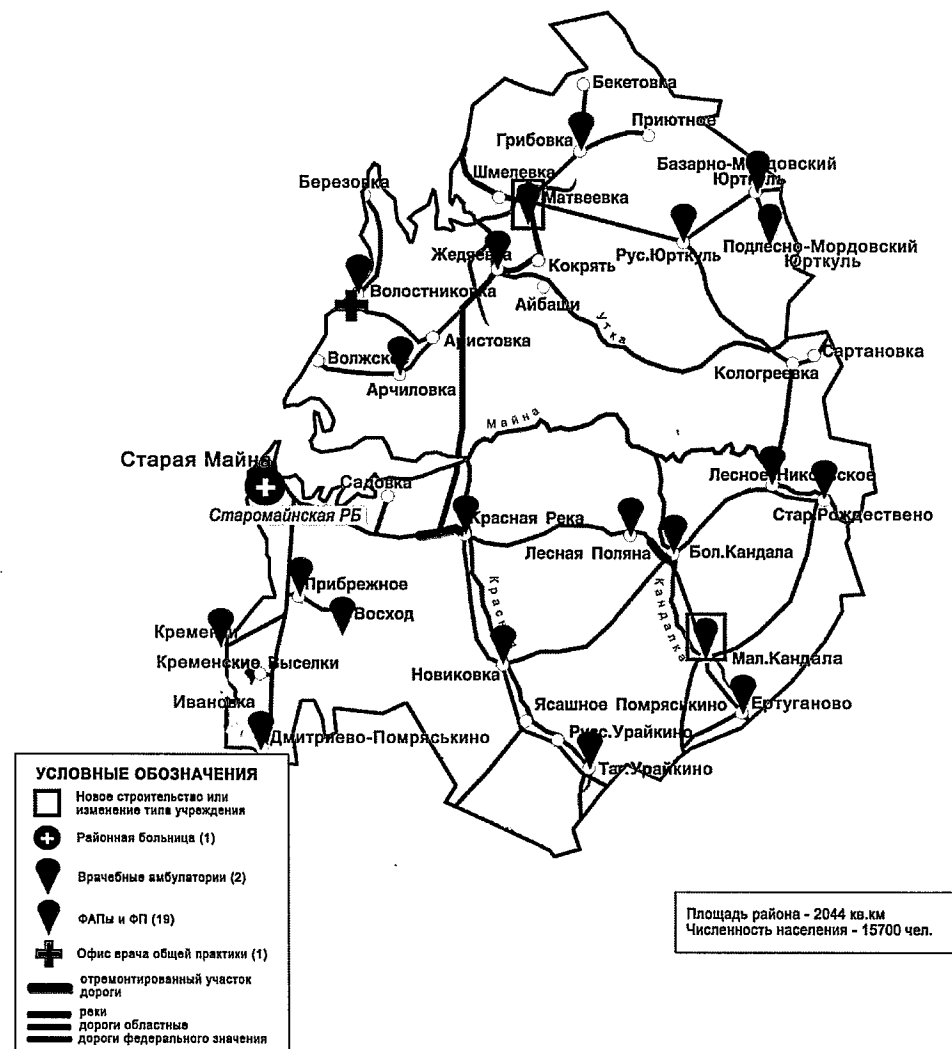 Бекетовка
Приютное
Грибовка
Базарно-Мордовский
Юрткуль
Шмелевка
Березовка
Матвеевка
Жедяевка
Рус.Юрткуль
Подлесно-Мордовский
Юрткуль
Кокрять
Волостниковка
Айбаши
Утка
Аристовка
Волжское
Сартановка
Кологреевка
Арчиловка
Майна
Старая Майна
Садовка
Лесное Никольское
Старомайнская РБ
Красная Река
Стар.Рождествено
Лесная Поляна
Бол.Кандала
Прибрежное
Восход
Кандалка
Кременки
Кременские Выселки
Мал.Кандала
Новиковка
Ивановка
Ясашное Помряськино
Ертуганово
Дмитриево-Помряськино
Русс.Урайкино
Тат.Урайкино
УСЛОВНЫЕ ОБОЗНАЧЕНИЯ
Новое строительство или
изменение типа учреждения
Районная больница (1)
Врачебные амбулатории (2)
ФАПы и ФП (19)
Офис врача общей практики (1)
отремонтированный участок
дороги
реки
дороги областные
дороги федерального значения
Площадь района - 2044 кв.км
Численность населения - 15700 чел.